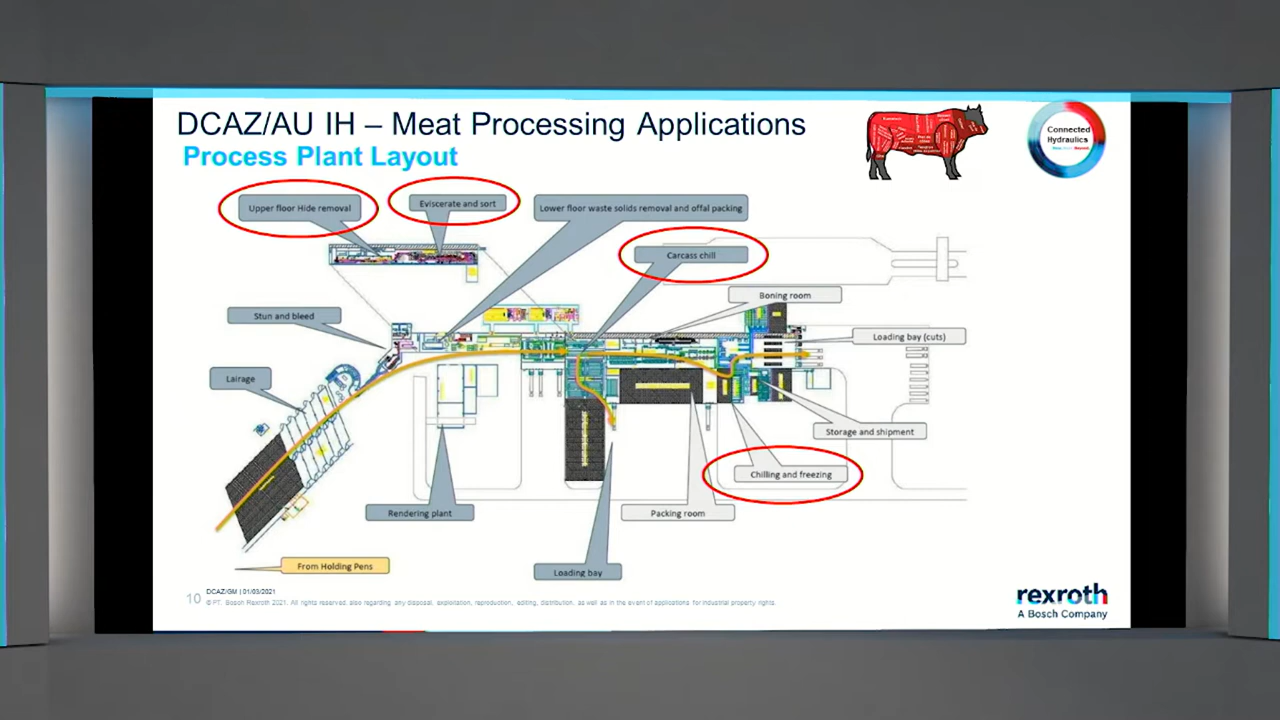 DCAZ/AU IH – Meat Processing Applications
Process Plant Layout
Connected
Hydraulics
Upper floor Hide removal
Eviscerate and sort
Lower floor waste solids removal and offal packing
Carcass chill
Boning room
Stun and bleed
Loading bay (cuts)
Lairage
Storage and shipment
Chilling and freezing
Rendering plant
Packing room
From Holding Pens
Loading bay
10
DCAZ/GM | 01/03/2021
© PT. Bosch Rexroth 2021. All rights reserved, also regarding any disposal, exploitation, reproduction, editing, distribution, as well as in the event of applications for industrial property rights.
rexroth
A Bosch Company